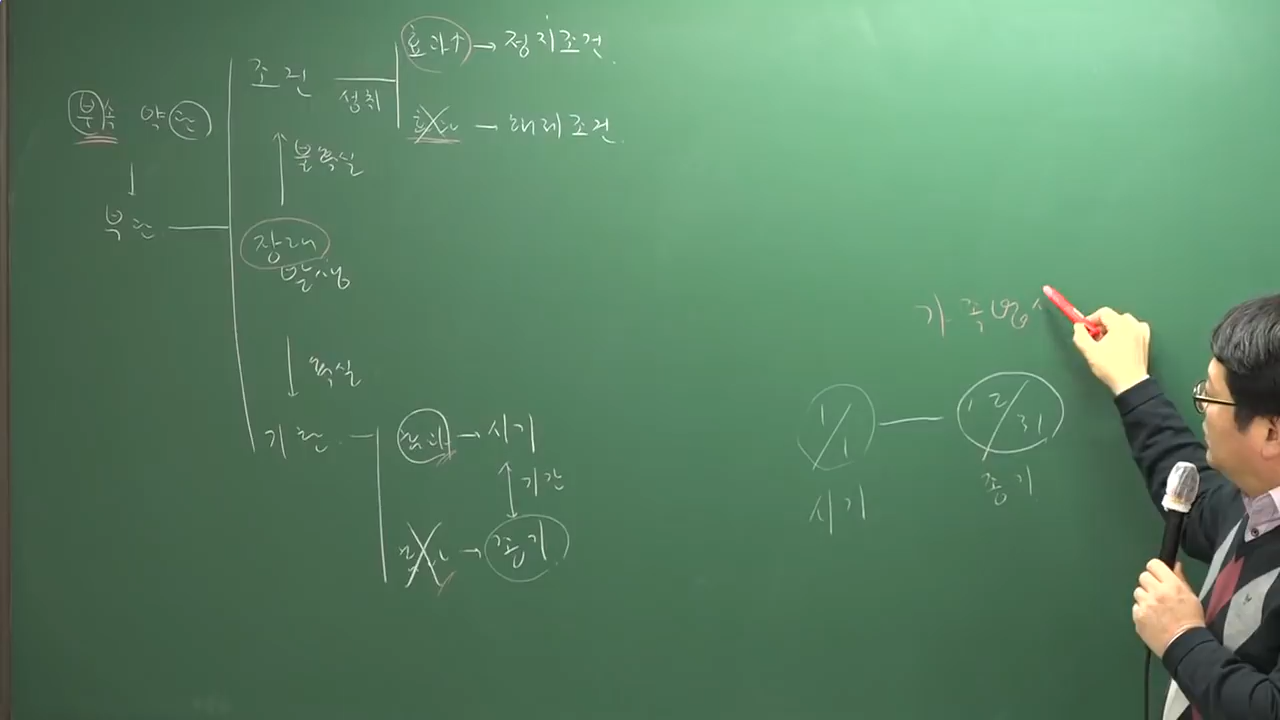 효과↑ → 정지조건.
조건 — 성취
부속 약관
효과 → 해제조건.
↑ 불확실
↓
부관 —
장래
발생
↓ 확실
기한 —
효과 → 시기
↕ 기간
효과 → 종기
가족
1/1 — 12/31
시기
종기